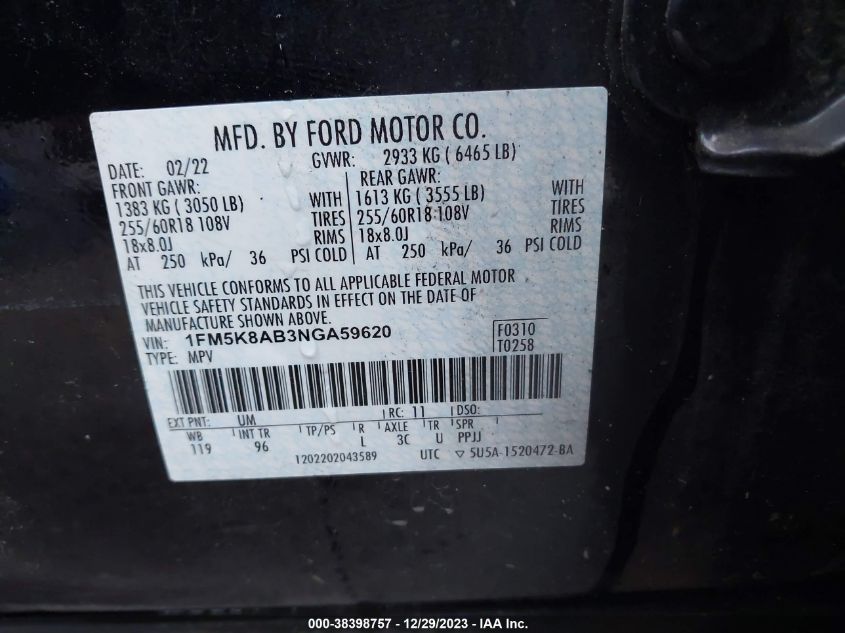 MFD. BY FORD MOTOR CO.
DATE: 02/22 GVWR: 2933 KG ( 6465 LB)
FRONT GAWR: REAR GAWR:
1383 KG ( 3050 LB) WITH 1613 KG ( 3555 LB) WITH
255/60R18 108V TIRES 255/60R18 108V TIRES
18x8.0J RIMS 18x8.0J RIMS
AT 250 kPa/ 36 PSI COLD AT 250 kPa/ 36 PSI COLD
THIS VEHICLE CONFORMS TO ALL APPLICABLE FEDERAL MOTOR
VEHICLE SAFETY STANDARDS IN EFFECT ON THE DATE OF
MANUFACTURE SHOWN ABOVE.
VIN: 1FM5K8AB3NGA59620 F0310
TYPE: MPV T0258
EXT PNT: UM RC: 11 DSO:
WB INT TR TP/PS R AXLE TR SPR
119 96 L 3C U PPJJ
1202202043589 UTC ▽ 5U5A-1520472-BA
000-38398757 - 12/29/2023 - IAA Inc.